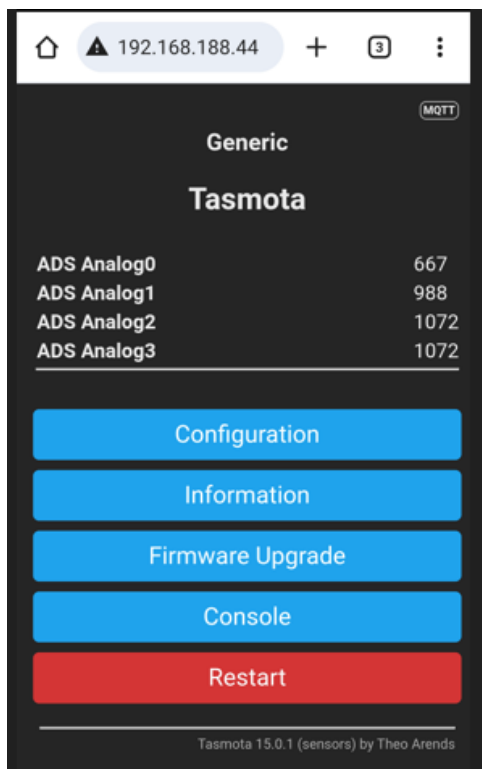 192.168.188.44
3
MQTT
Generic
Tasmota
ADS Analog0 667
ADS Analog1 988
ADS Analog2 1072
ADS Analog3 1072
Configuration
Information
Firmware Upgrade
Console
Restart
Tasmota 15.0.1 (sensors) by Theo Arends